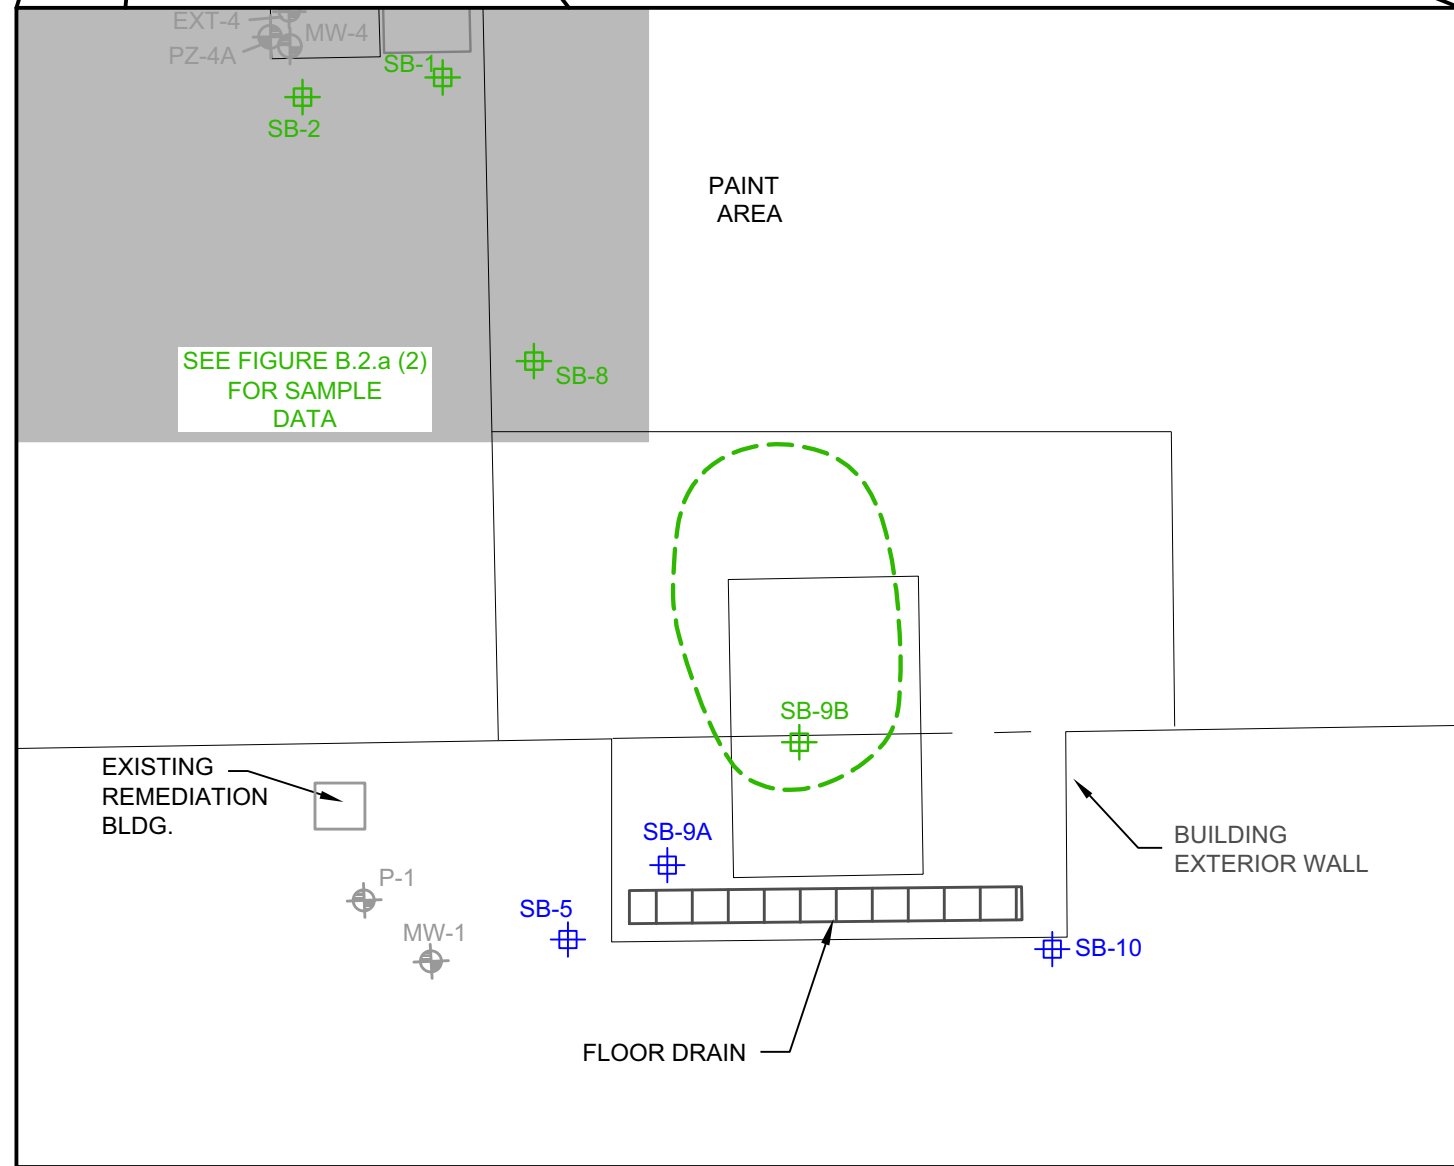 EXT-4
MW-4
PZ-4A
SB-1
SB-2
PAINT
AREA
SEE FIGURE B.2.a (2)
FOR SAMPLE
DATA
SB-8
SB-9B
EXISTING
REMEDIATION
BLDG.
SB-9A
BUILDING
EXTERIOR WALL
P-1
SB-5
MW-1
SB-10
FLOOR DRAIN